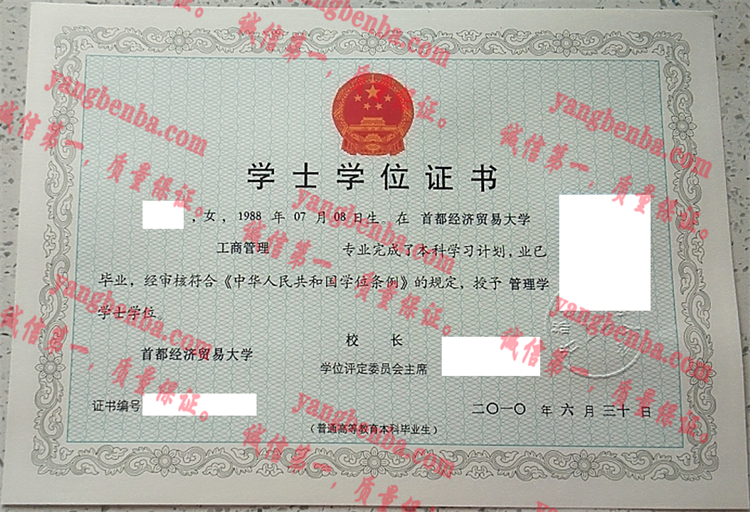 学士学位证书
，女，1988 年 07 月 08 日生 在 首都经济贸易大学
工商管理 专业完成了本科学习计划，业已
毕业，经审核符合《中华人民共和国学位条例》的规定，授予 管理学
学士学位
校 长
首都经济贸易大学
学位评定委员会主席
证书编号
二〇一〇 年 六 月 三十 日
（普通高等教育本科毕业生）
yangbenba.com
诚信第一，质量保证。